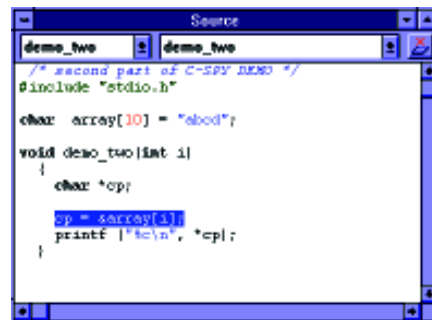 Source
demo_two demo_two
/* second part of C-SPY DEMO */
#include "stdio.h"
char array[10] = "abcd";
void demo_two(int i)
{
char *cp;
cp = &array[i];
printf ("%c\n", *cp);
}